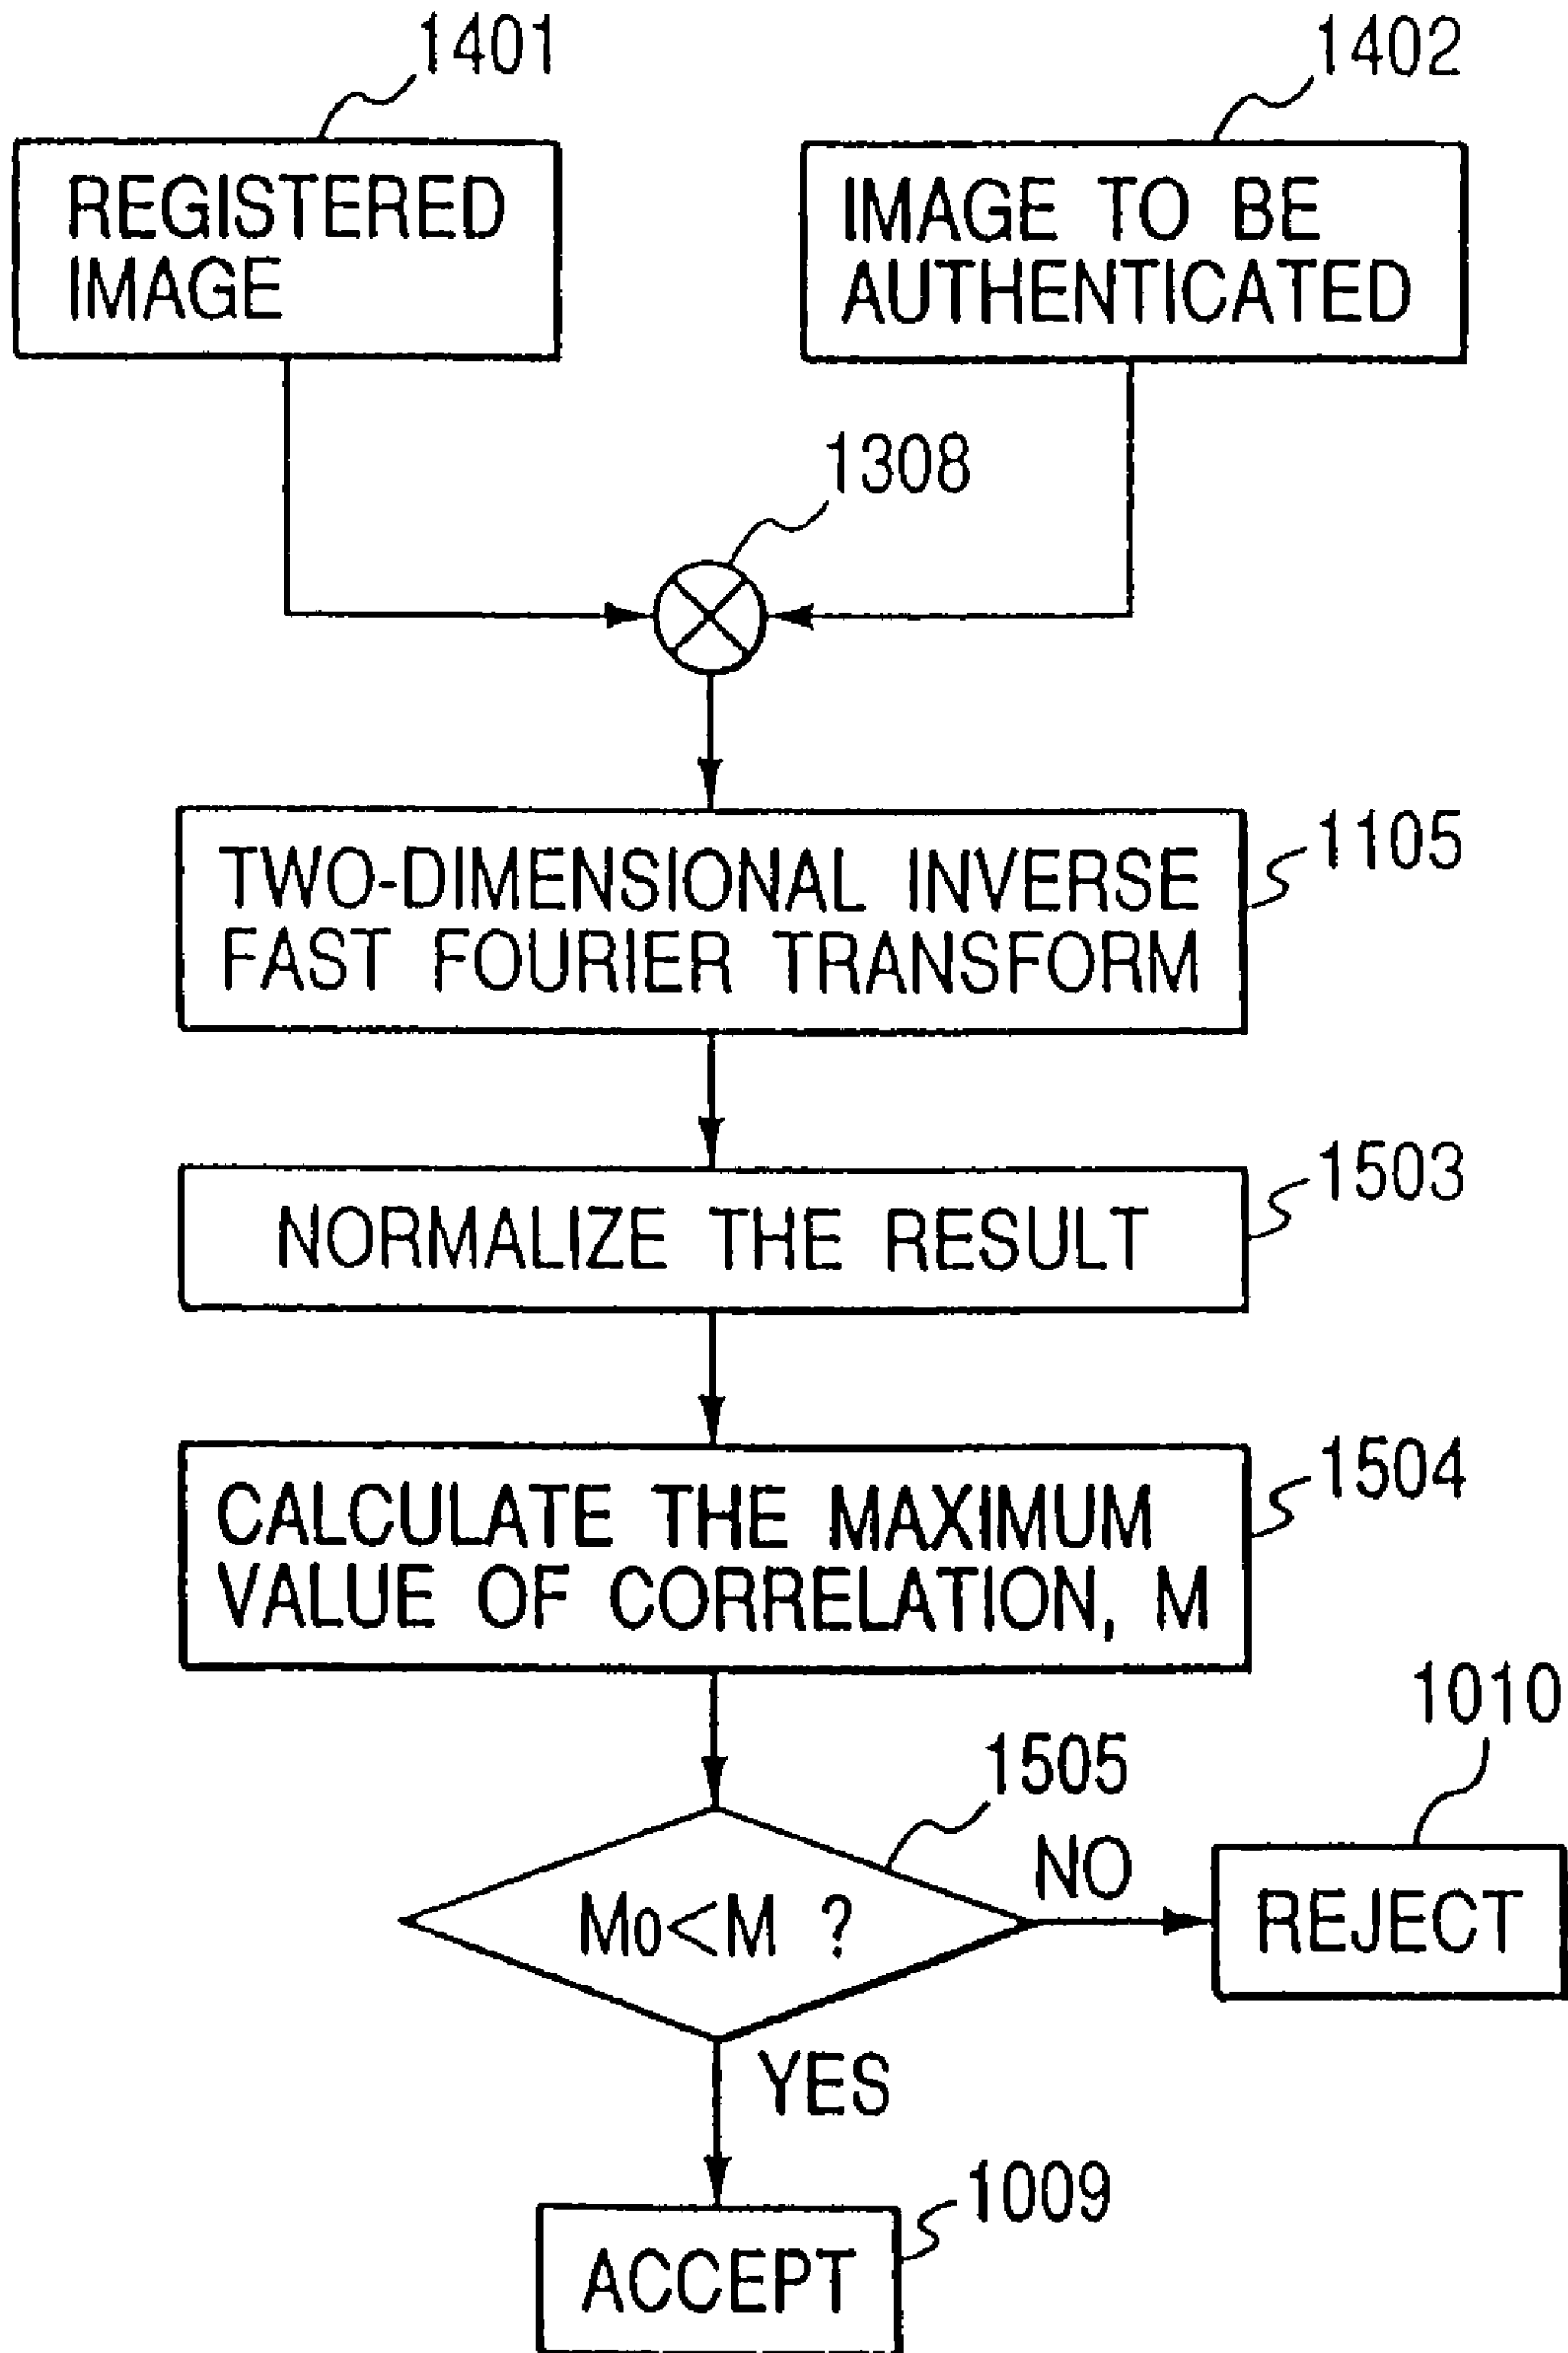 1401
1402
REGISTERED
IMAGE
IMAGE TO BE
AUTHENTICATED
1308
1105
TWO-DIMENSIONAL INVERSE
FAST FOURIER TRANSFORM
1503
NORMALIZE THE RESULT
1504
CALCULATE THE MAXIMUM
VALUE OF CORRELATION, M
1010
1505
NO
M0<M ?
REJECT
YES
1009
ACCEPT